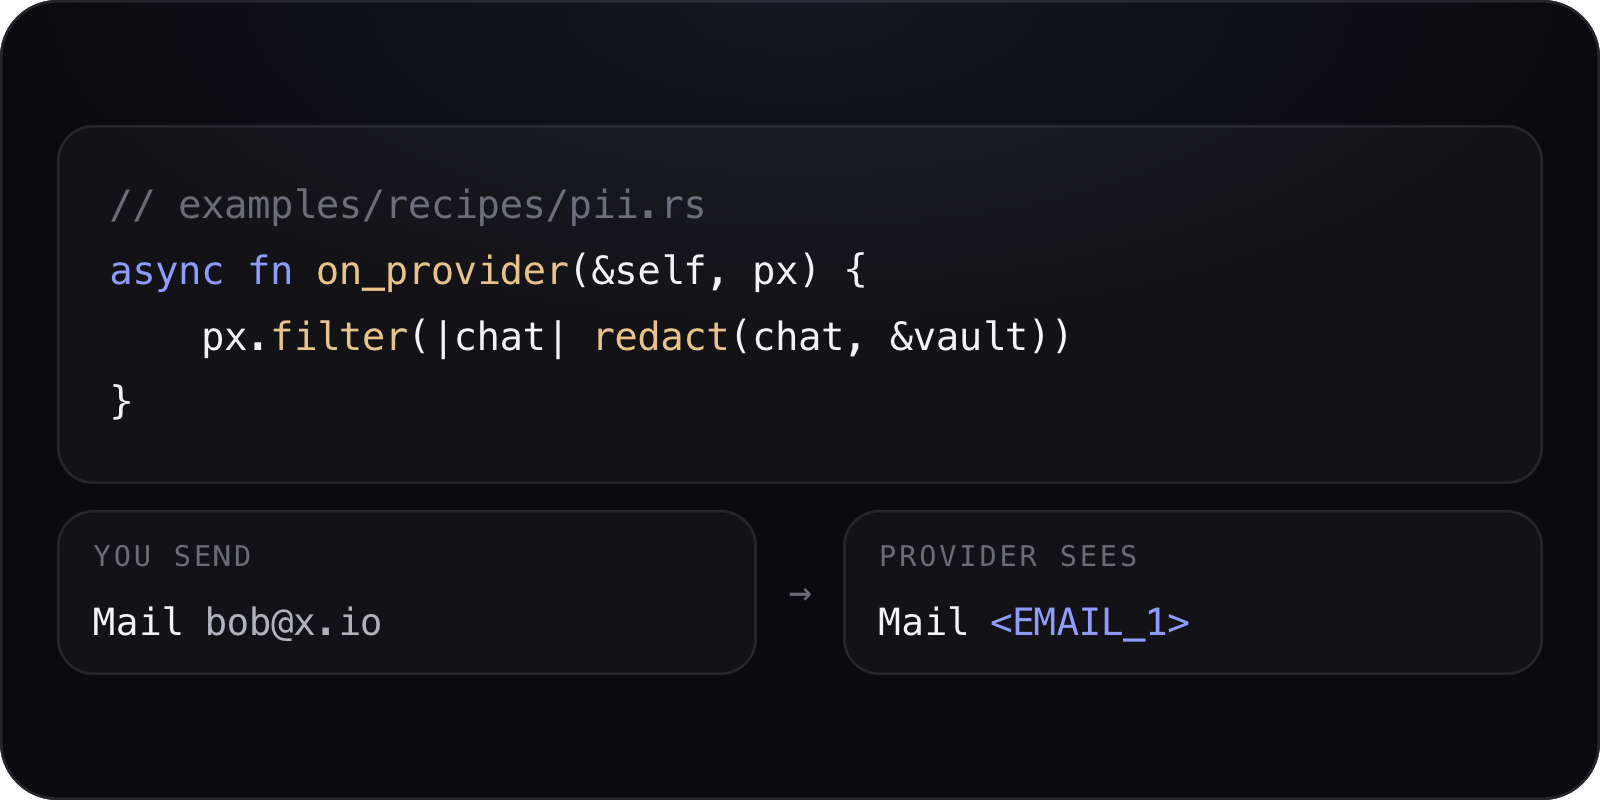 // examples/recipes/pii.rs
async fn on_provider(&self, px) {
    px.filter(|chat| redact(chat, &vault))
}
YOU SEND
Mail bob@x.io
→
PROVIDER SEES
Mail <EMAIL_1>